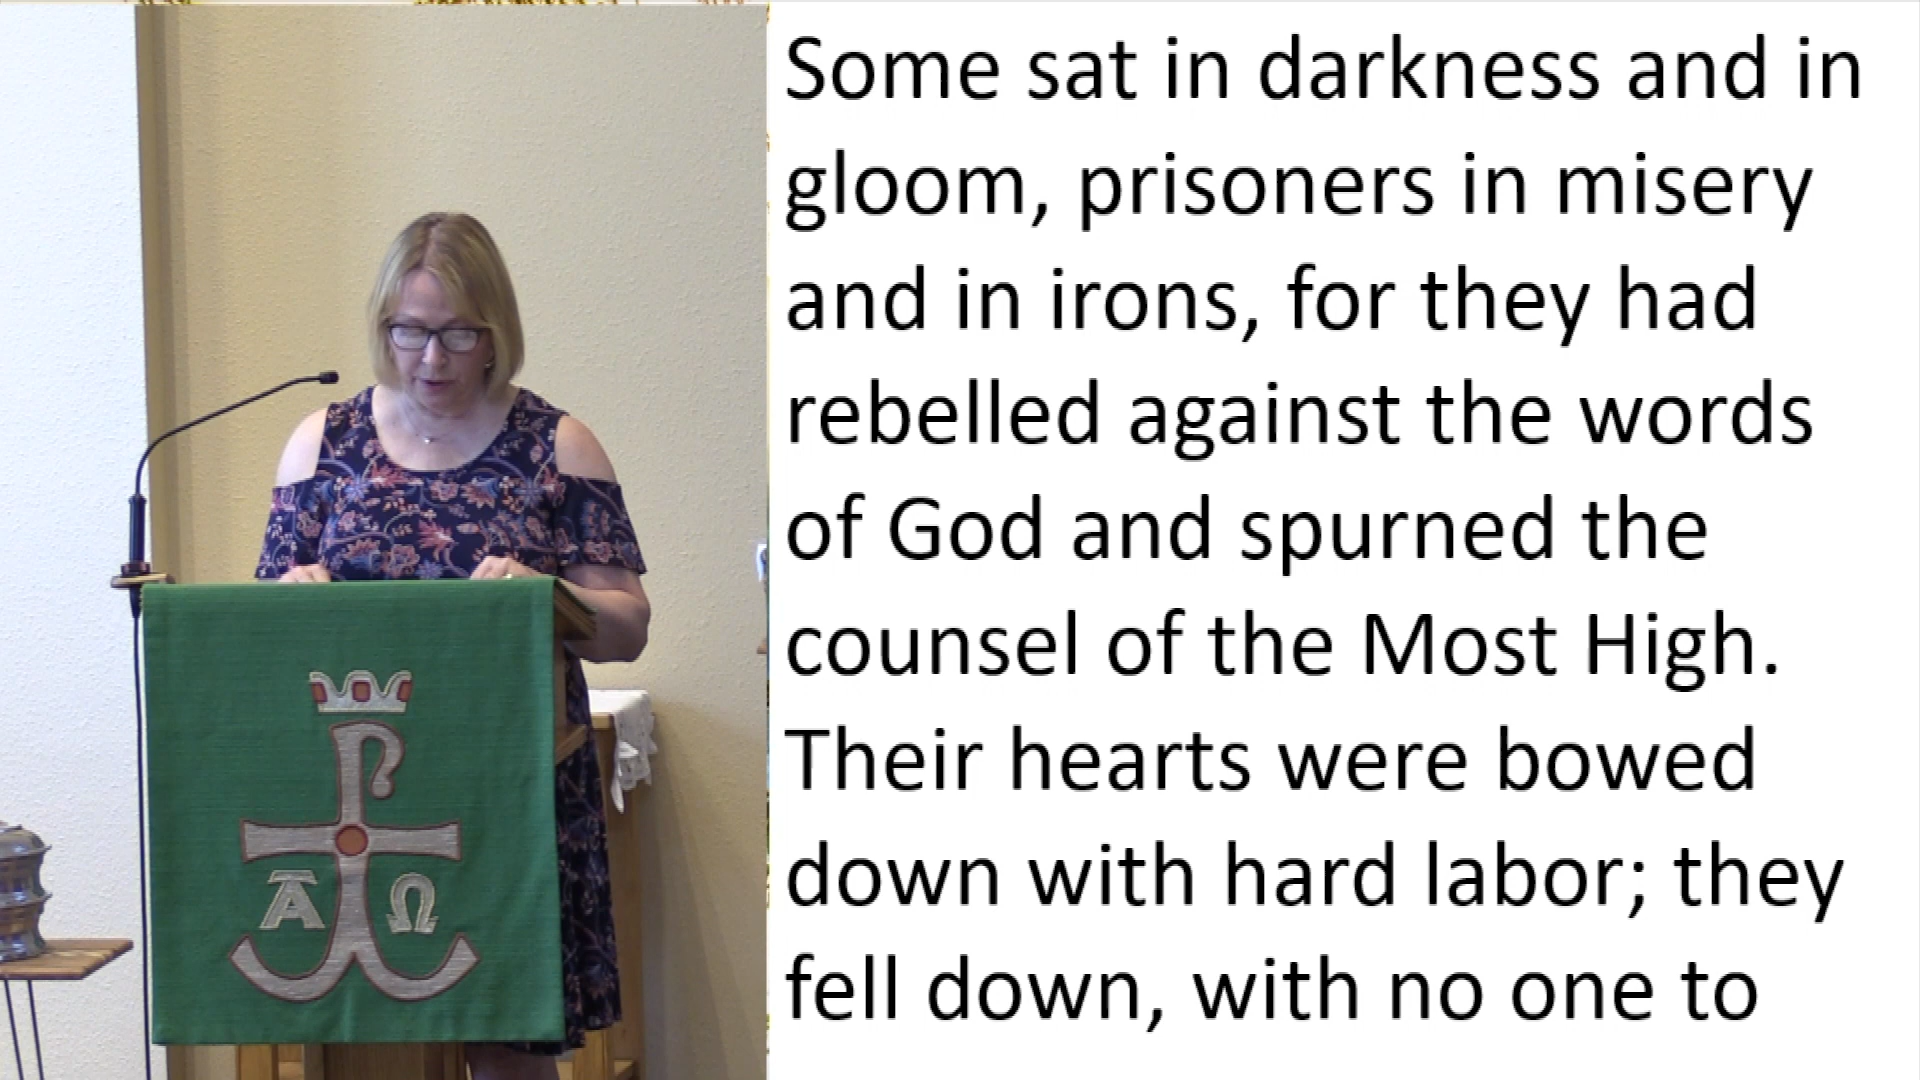 Some sat in darkness and in
gloom, prisoners in misery
and in irons, for they had
rebelled against the words
of God and spurned the
counsel of the Most High.
Their hearts were bowed
down with hard labor; they
fell down, with no one to
Α Ω